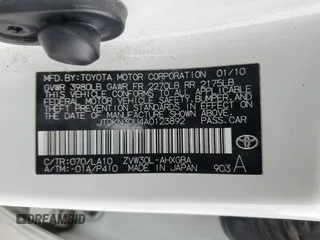 MFD.BY:TOYOTA MOTOR CORPORATION 01/10
GVWR 3980LB GAWR FR 2270LB RR 2175LB
THIS VEHICLE CONFORMS TO ALL APPLICABLE
FEDERAL MOTOR VEHICLE SAFETY, BUMPER, AND
THEFT PREVENTION STANDARDS IN EFFECT ON
THE DATE OF MANUFACTURE SHOWN ABOVE.
C/TR:070/LA10 ZVW30L-AHXGBA
A/TM:-01A/P410 MADE IN JAPAN 903 A
DREAMBID